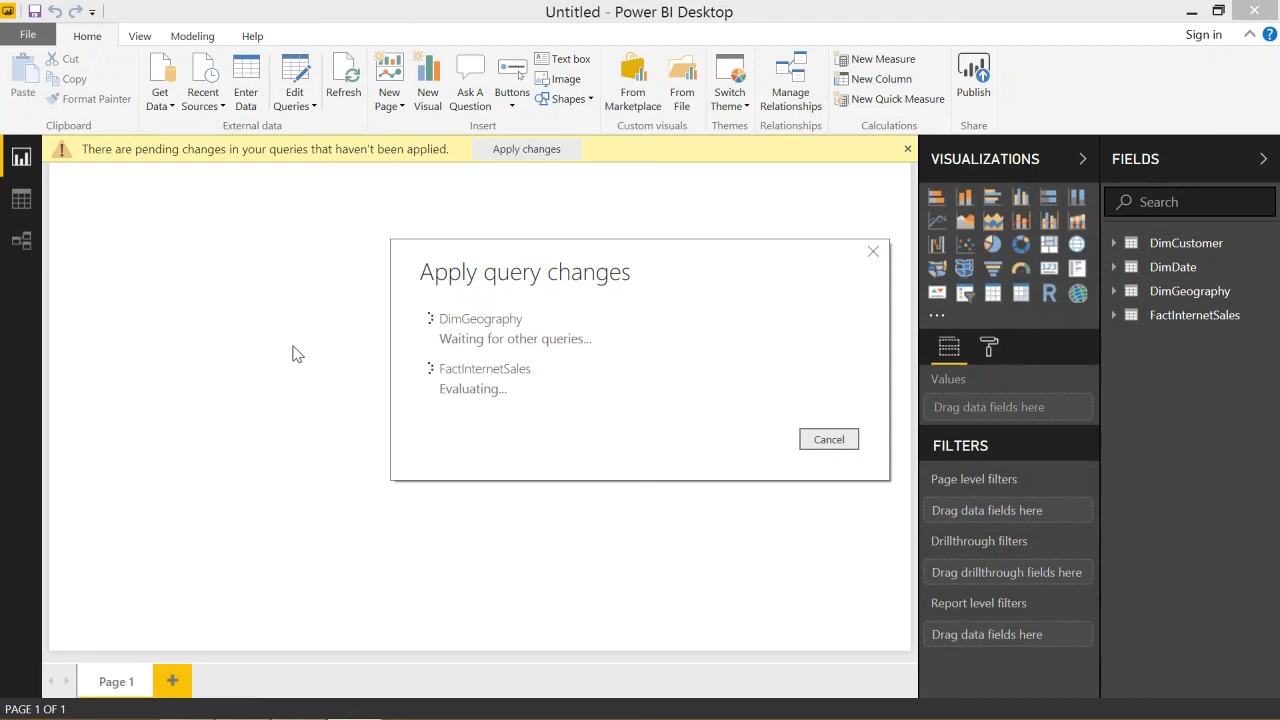 Untitled - Power BI Desktop
File
Home
View
Modeling
Help
Sign in
Paste
Cut
Copy
Format Painter
Clipboard
Get
Data
Recent
Sources
Enter
Data
Edit
Queries
Refresh
External data
New
Page
New
Visual
Ask A
Question
Buttons
Text box
Image
Shapes
Insert
From
Marketplace
From
File
Custom visuals
Switch
Theme
Themes
Manage
Relationships
Relationships
New Measure
New Column
New Quick Measure
Calculations
Publish
Share
There are pending changes in your queries that haven't been applied.
Apply changes
Apply query changes
DimGeography
Waiting for other queries...
FactInternetSales
Evaluating...
Cancel
VISUALIZATIONS
123
R
Values
Drag data fields here
FILTERS
Page level filters
Drag data fields here
Drillthrough filters
Drag drillthrough fields here
Report level filters
Drag data fields here
FIELDS
Search
DimCustomer
DimDate
DimGeography
FactInternetSales
Page 1
PAGE 1 OF 1